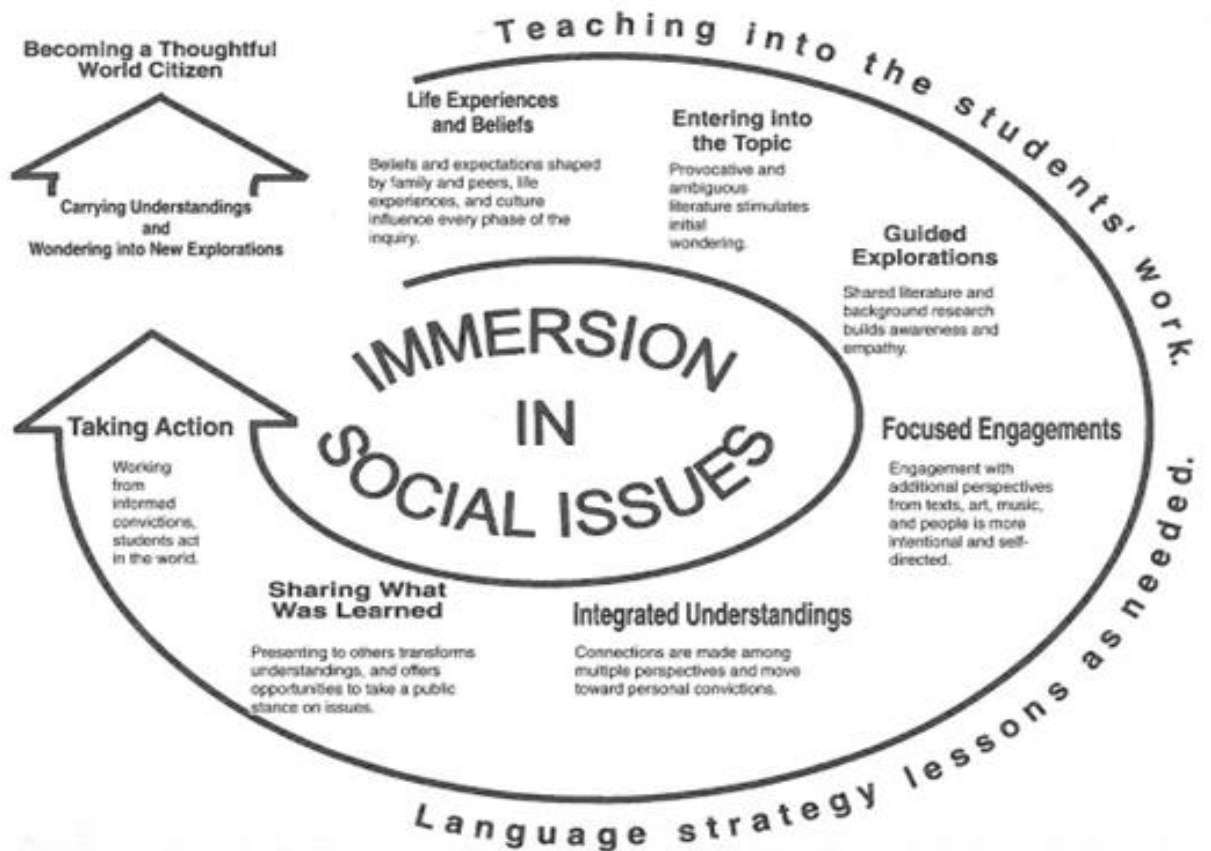 Teaching into the students' work.
Language strategy lessons as needed.
Becoming a Thoughtful
World Citizen
Carrying Understandings
and
Wondering into New Explorations
Life Experiences
and Beliefs
Beliefs and expectations shaped
by family and peers, life
experiences, and culture
influence every phase of the
inquiry.
Entering into
the Topic
Provocative and
ambiguous
literature stimulates
initial
wondering.
Guided
Explorations
Shared literature and
background research
builds awareness and
empathy.
Focused Engagements
Engagement with
additional perspectives
from texts, art, music,
and people is more
intentional and self-
directed.
Integrated Understandings
Connections are made among
multiple perspectives and move
toward personal convictions.
Sharing What
Was Learned
Presenting to others transforms
understandings, and offers
opportunities to take a public
stance on issues.
Taking Action
Working
from
informed
convictions,
students act
in the world.
IMMERSION
IN
SOCIAL ISSUES